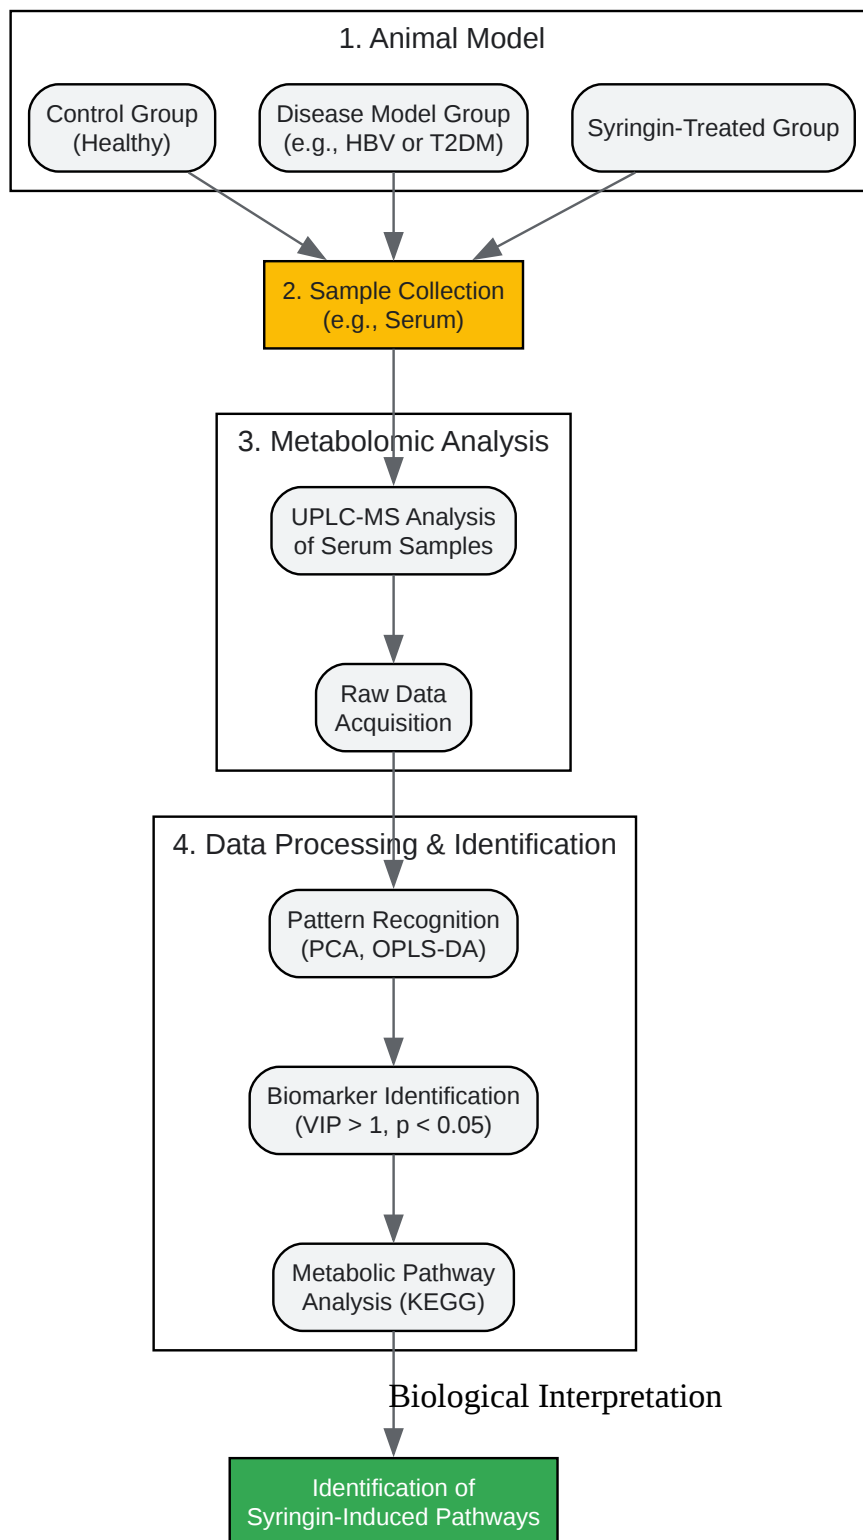 1. Animal Model
Control Group
(Healthy)
Disease Model Group
(e.g., HBV or T2DM)
Syringin-Treated Group
2. Sample Collection
(e.g., Serum)
3. Metabolomic Analysis
UPLC-MS Analysis
of Serum Samples
Raw Data
Acquisition
4. Data Processing & Identification
Pattern Recognition
(PCA, OPLS-DA)
Biomarker Identification
(VIP > 1, p < 0.05)
Metabolic Pathway
Analysis (KEGG)
Biological Interpretation
Identification of
Syringin-Induced Pathways